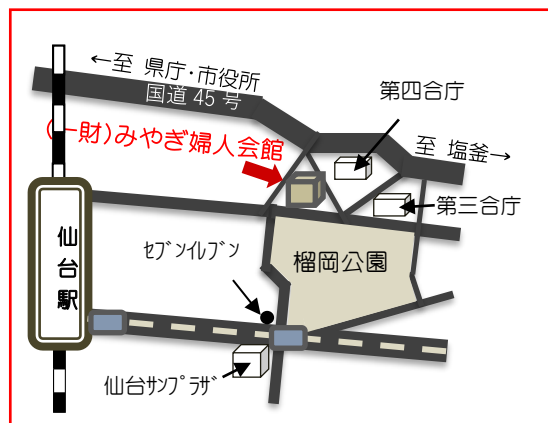 ←至 県庁・市役所
国道 45 号
第四合庁
(一財)みやぎ婦人会館
至 塩釜→
第三合庁
仙台駅
ｾﾌﾞﾝｲﾚﾌﾞﾝ
榴岡公園
仙台ｻﾝﾌﾟﾗｻﾞ